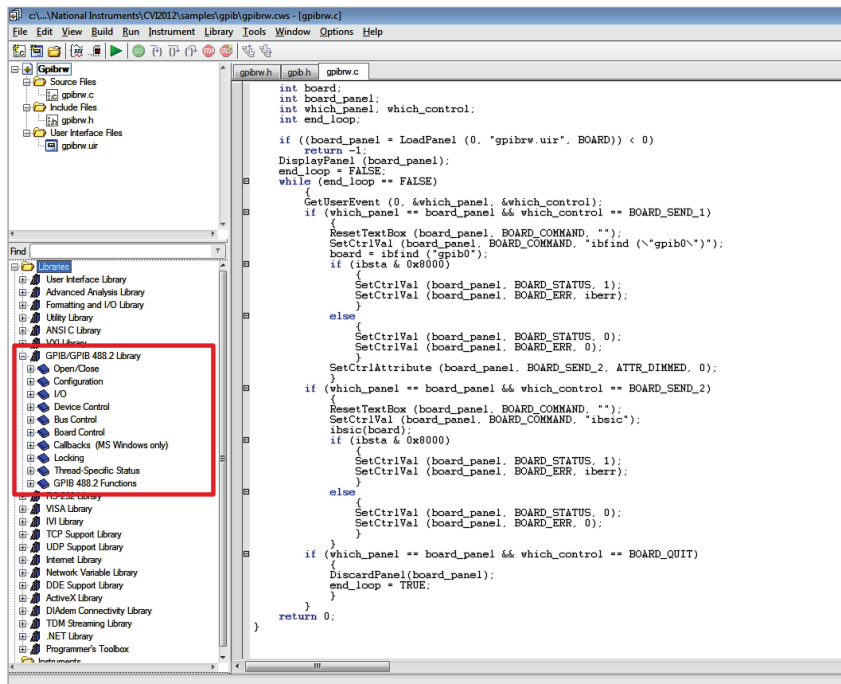 c:\...\National Instruments\CVI2012\samples\gpib\gpibrw.cws - [gpibrw.c]
File Edit View Build Run Instrument Library Tools Window Options Help
Gpibrw
Source Files
gpibrw.c
Include Files
gpibrw.h
User Interface Files
gpibrw.uir
Find
Libraries
User Interface Library
Advanced Analysis Library
Formatting and I/O Library
Utility Library
ANSI C Library
VXI Library
GPIB/GPIB 488.2 Library
Open/Close
Configuration
I/O
Device Control
Bus Control
Board Control
Callbacks (MS Windows only)
Locking
Thread-Specific Status
GPIB 488.2 Functions
RS-232 Library
VISA Library
IVI Library
TCP Support Library
UDP Support Library
Internet Library
Network Variable Library
DDE Support Library
ActiveX Library
DIAdem Connectivity Library
TDM Streaming Library
.NET Library
Programmer's Toolbox
Instruments
gpibrw.h gpib.h gpibrw.c
int board;
int board_panel;
int which_panel, which_control;
int end_loop;
if ((board_panel = LoadPanel (0, "gpibrw.uir", BOARD)) < 0)
return -1;
DisplayPanel (board_panel);
end_loop = FALSE;
while (end_loop == FALSE)
{
GetUserEvent (0, &which_panel, &which_control);
if (which_panel == board_panel && which_control == BOARD_SEND_1)
{
ResetTextBox (board_panel, BOARD_COMMAND, "");
SetCtrlVal (board_panel, BOARD_COMMAND, "ibfind (\"gpib0\")");
board = ibfind ("gpib0");
if (ibsta & 0x8000)
{
SetCtrlVal (board_panel, BOARD_STATUS, 1);
SetCtrlVal (board_panel, BOARD_ERR, iberr);
}
else
{
SetCtrlVal (board_panel, BOARD_STATUS, 0);
SetCtrlVal (board_panel, BOARD_ERR, 0);
}
SetCtrlAttribute (board_panel, BOARD_SEND_2, ATTR_DIMMED, 0);
}
if (which_panel == board_panel && which_control == BOARD_SEND_2)
{
ResetTextBox (board_panel, BOARD_COMMAND, "");
SetCtrlVal (board_panel, BOARD_COMMAND, "ibsic");
ibsic(board);
if (ibsta & 0x8000)
{
SetCtrlVal (board_panel, BOARD_STATUS, 1);
SetCtrlVal (board_panel, BOARD_ERR, iberr);
}
else
{
SetCtrlVal (board_panel, BOARD_STATUS, 0);
SetCtrlVal (board_panel, BOARD_ERR, 0);
}
}
if (which_panel == board_panel && which_control == BOARD_QUIT)
{
DiscardPanel(board_panel);
end_loop = TRUE;
}
}
return 0;
}